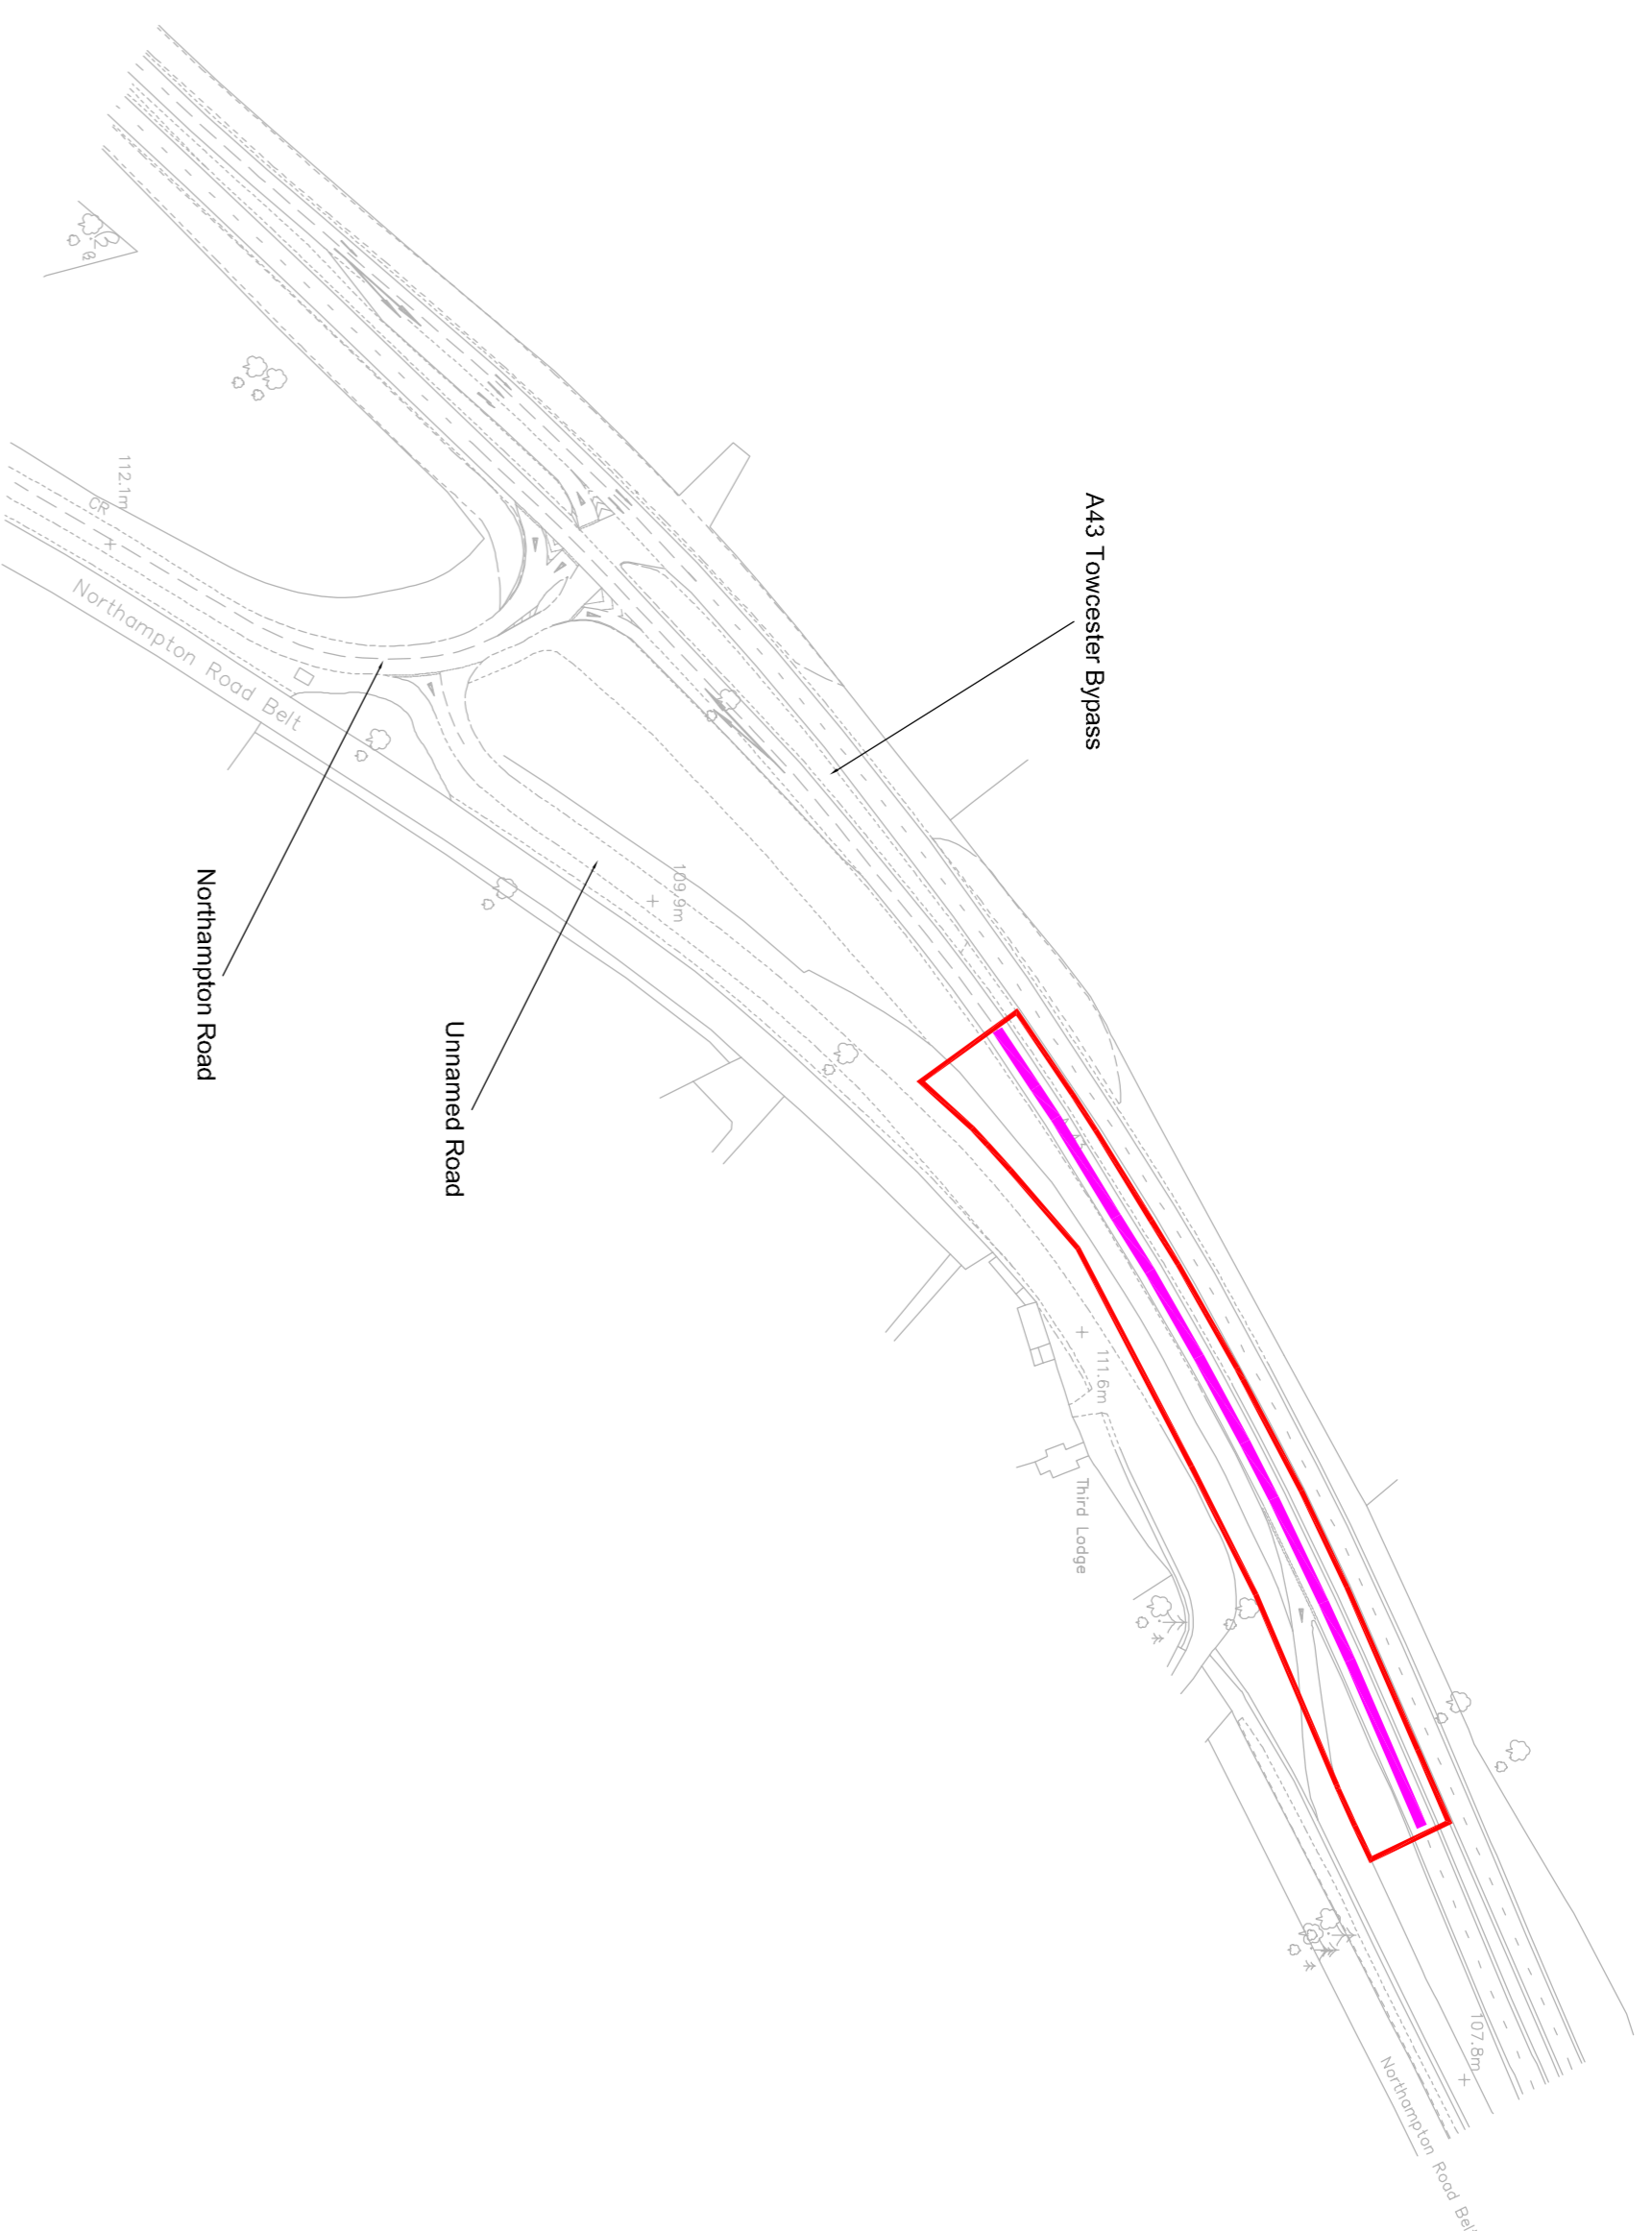 A43 Towcester Bypass
112.1m
CR
Northampton Road Belt
109.9m
Northampton Road
Unnamed Road
111.6m
Third Lodge
107.8m
Northampton Road Bel